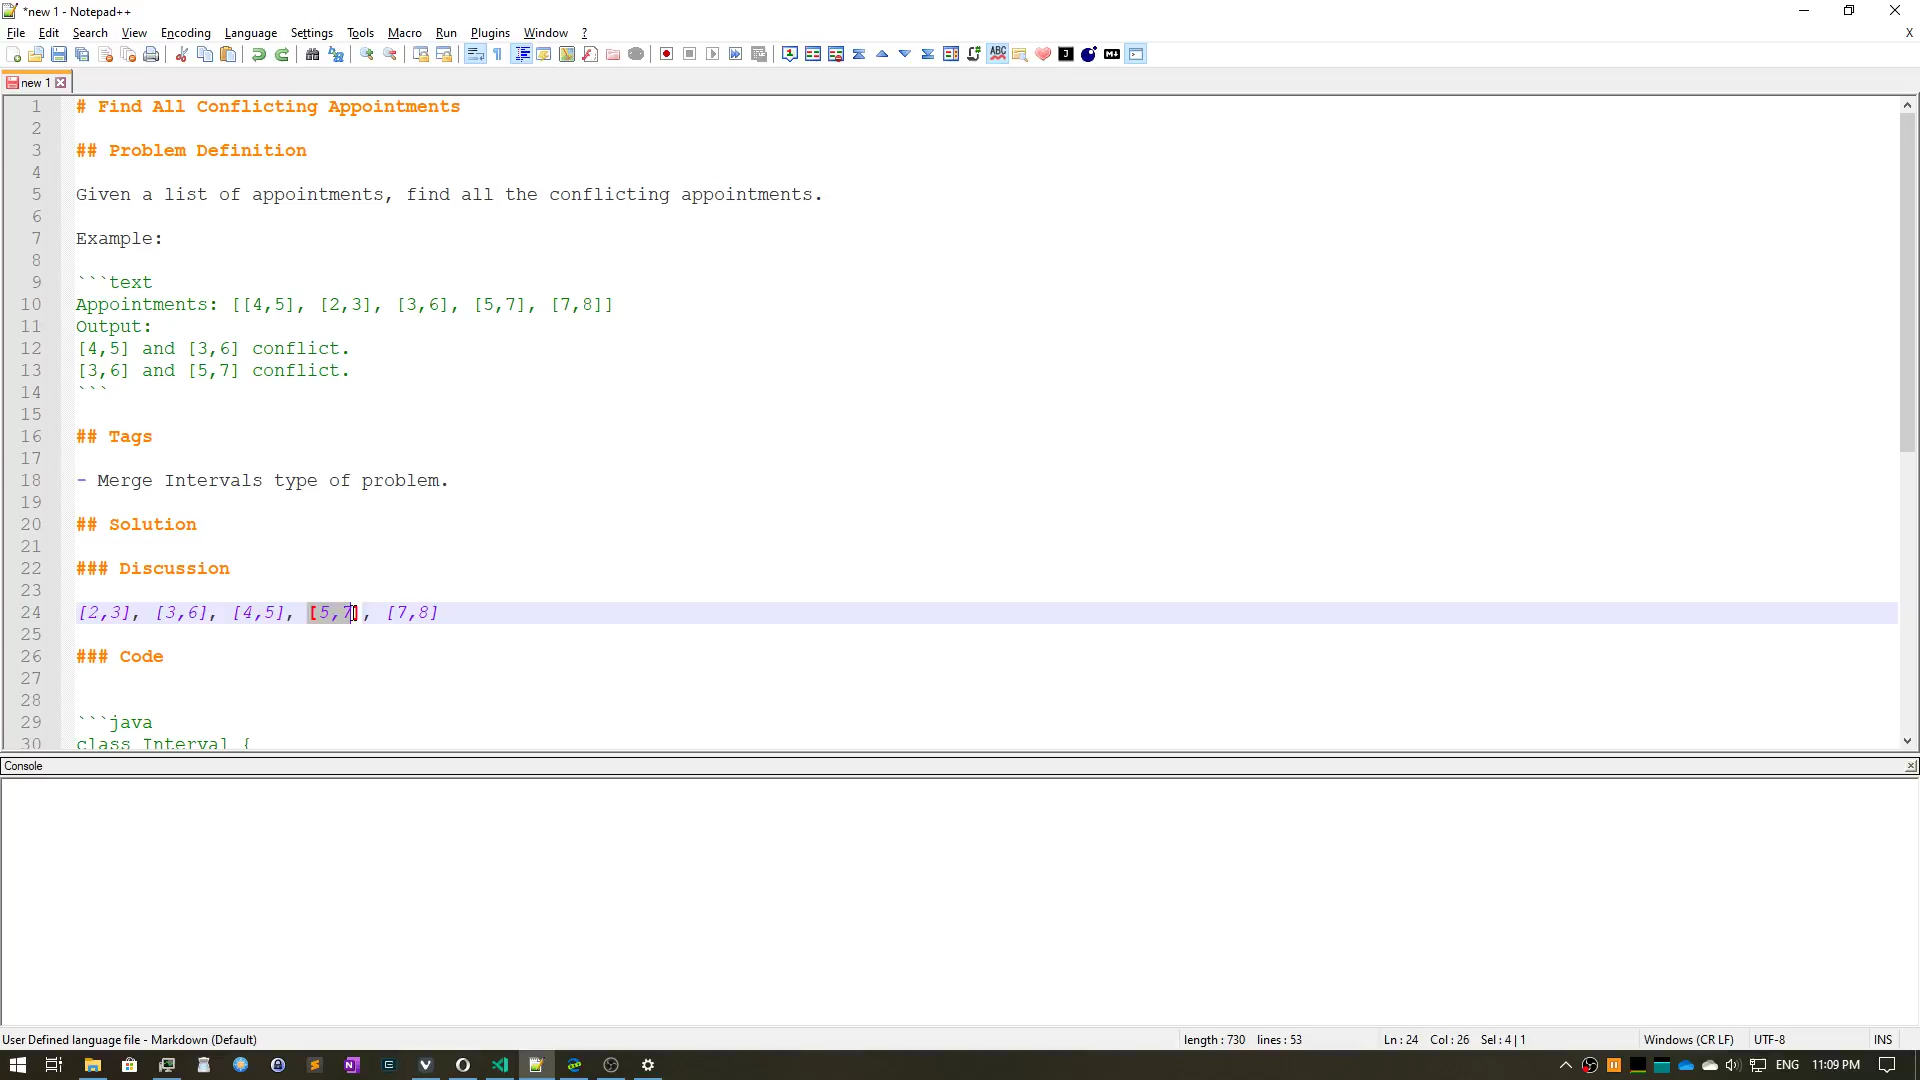 *new 1 - Notepad++
File Edit Search View Encoding Language Settings Tools Macro Run Plugins Window ? X
new 1
1 # Find All Conflicting Appointments
2
3 ## Problem Definition
4
5 Given a list of appointments, find all the conflicting appointments.
6
7 Example:
8
9 ```text
10 Appointments: [[4,5], [2,3], [3,6], [5,7], [7,8]]
11 Output:
12 [4,5] and [3,6] conflict.
13 [3,6] and [5,7] conflict.
14 ```
15
16 ## Tags
17
18 - Merge Intervals type of problem.
19
20 ## Solution
21
22 ### Discussion
23
24 [2,3], [3,6], [4,5], [5,7], [7,8]
25
26 ### Code
27
28
29 ```java
30 class Interval {
Console
User Defined language file - Markdown (Default) length : 730 lines : 53 Ln : 24 Col : 26 Sel : 4 | 1 Windows (CR LF) UTF-8 INS
ENG 11:09 PM